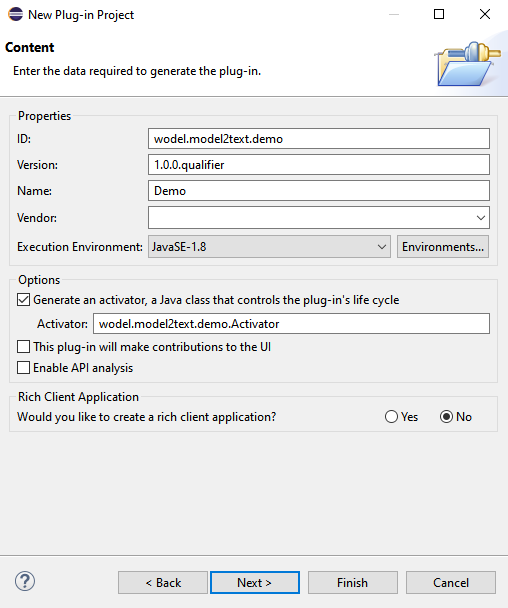 New Plug-in Project
Content
Enter the data required to generate the plug-in.
Properties
ID: wodel.model2text.demo
Version: 1.0.0.qualifier
Name: Demo
Vendor:
Execution Environment: JavaSE-1.8 Environments...
Options
Generate an activator, a Java class that controls the plug-in's life cycle
Activator: wodel.model2text.demo.Activator
This plug-in will make contributions to the UI
Enable API analysis
Rich Client Application
Would you like to create a rich client application? Yes No
? < Back Next > Finish Cancel